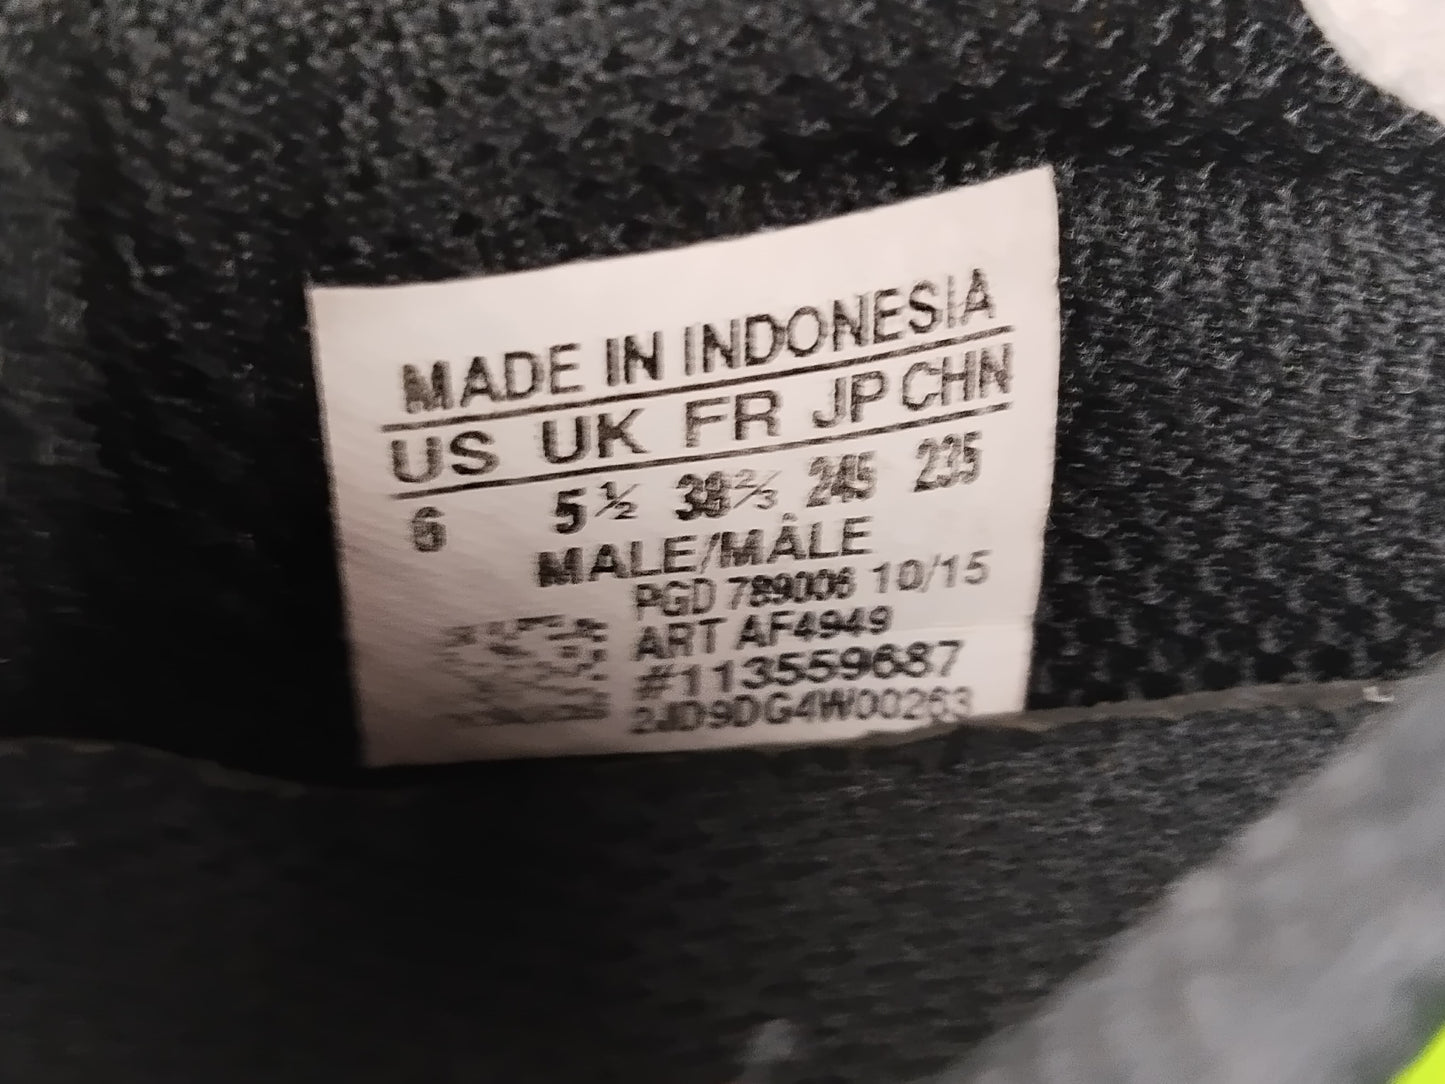 MADE IN INDONESIA
US UK FR JP CHN
6 5½ 38⅔ 245 235
MALE/MÂLE
PGD 789006 10/15
ART AF4949
#113559687
2JD9DG4W00263